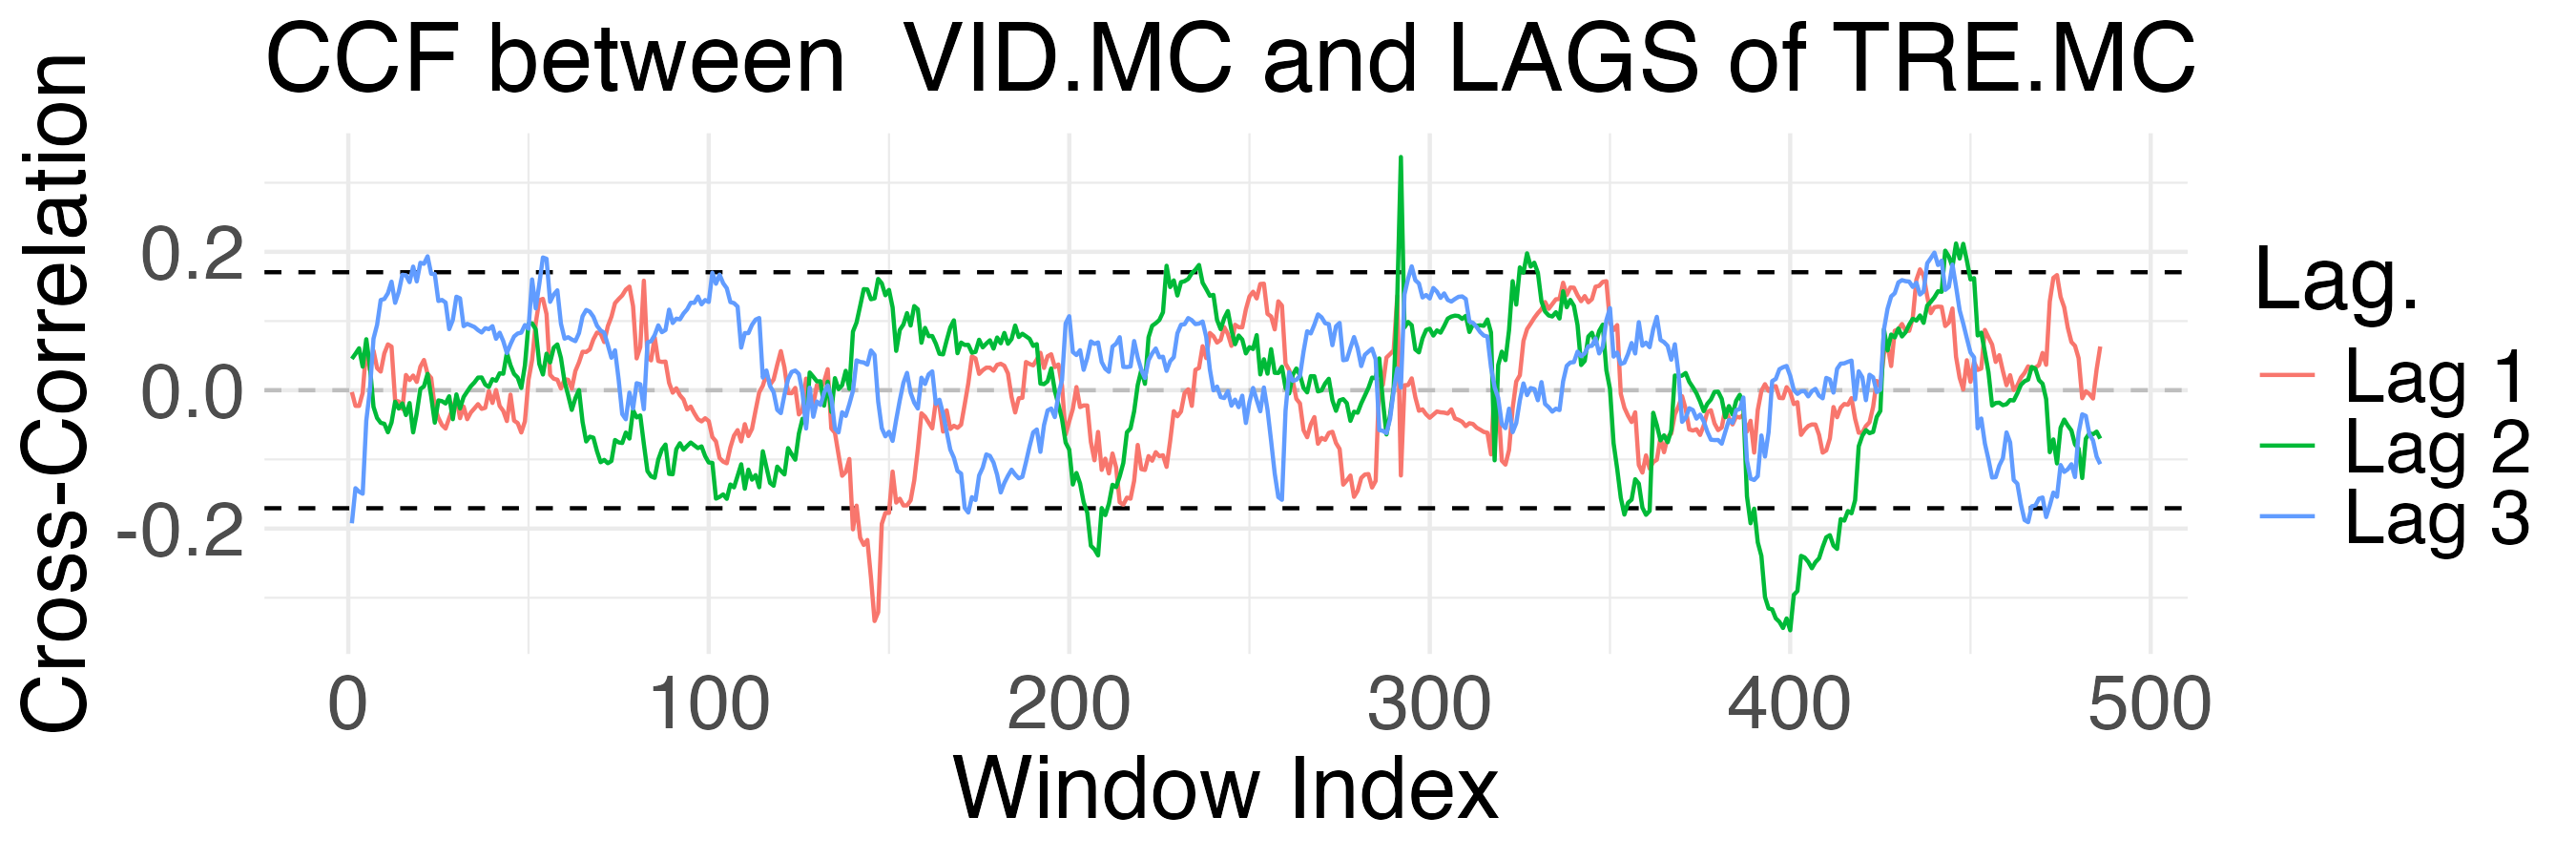 CCF between  VID.MC and LAGS of TRE.MC
Cross-Correlation
0.2
0.0
-0.2
0
100
200
300
400
500
Window Index
Lag.
Lag 1
Lag 2
Lag 3